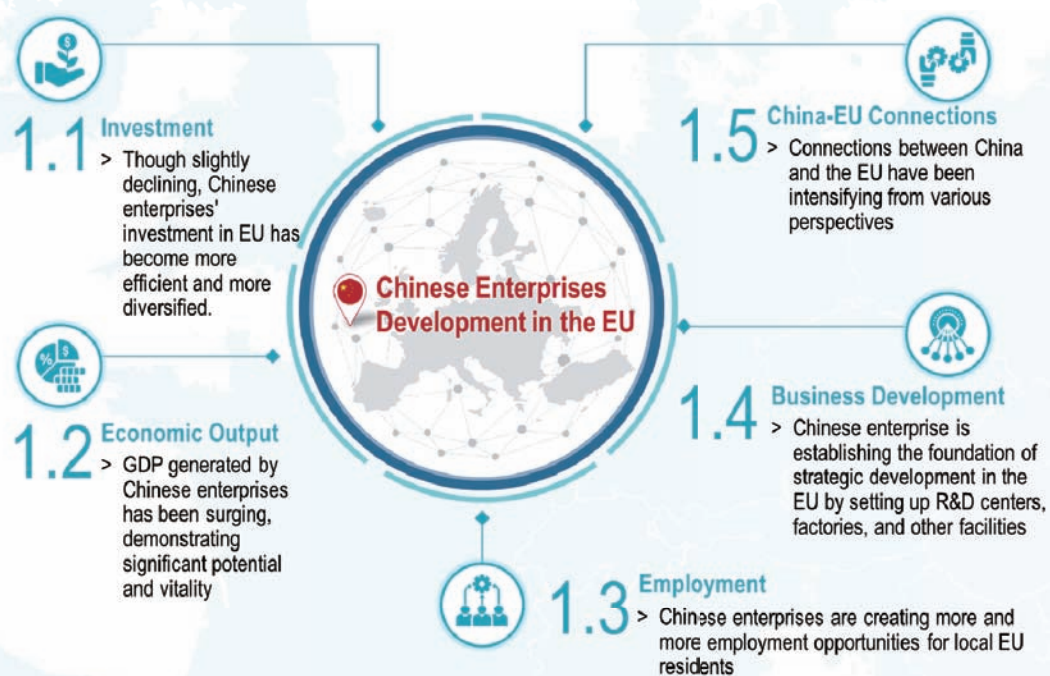 1.1 Investment
> Though slightly
declining, Chinese
enterprises'
investment in EU has
become more
efficient and more
diversified.
1.2 Economic Output
> GDP generated by
Chinese enterprises
has been surging,
demonstrating
significant potential
and vitality
Chinese Enterprises
Development in the EU
1.3 Employment
> Chinese enterprises are creating more and
more employment opportunities for local EU
residents
1.4 Business Development
> Chinese enterprise is
establishing the foundation of
strategic development in the
EU by setting up R&D centers,
factories, and other facilities
1.5 China-EU Connections
> Connections between China
and the EU have been
intensifying from various
perspectives